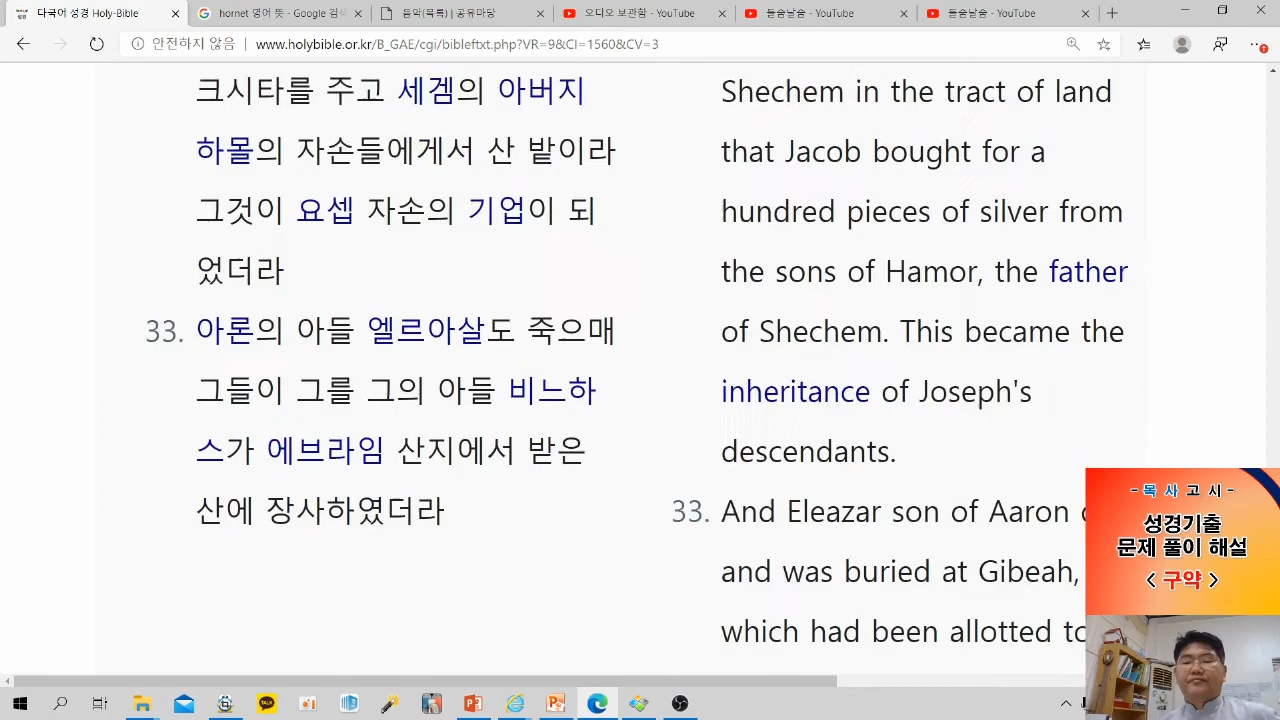 다국어 성경 Holy-Bible
hornet 영어 뜻 - Google 검색
음악(목록) | 공유마당
오디오 보관함 - YouTube
돌숨날숨 - YouTube
돌숨날숨 - YouTube
안전하지 않음
www.holybible.or.kr/B_GAE/cgi/bibleftxt.php?VR=9&CI=1560&CV=3
크시타를 주고 세겜의 아버지
하몰의 자손들에게서 산 밭이라
그것이 요셉 자손의 기업이 되
었더라
33. 아론의 아들 엘르아살도 죽으매
그들이 그를 그의 아들 비느하
스가 에브라임 산지에서 받은
산에 장사하였더라
Shechem in the tract of land
that Jacob bought for a
hundred pieces of silver from
the sons of Hamor, the father
of Shechem. This became the
inheritance of Joseph's
descendants.
33. And Eleazar son of Aaron
and was buried at Gibeah,
which had been allotted to
- 목 사 고 시 -
성경기출
문제 풀이 해설
< 구약 >
TALK